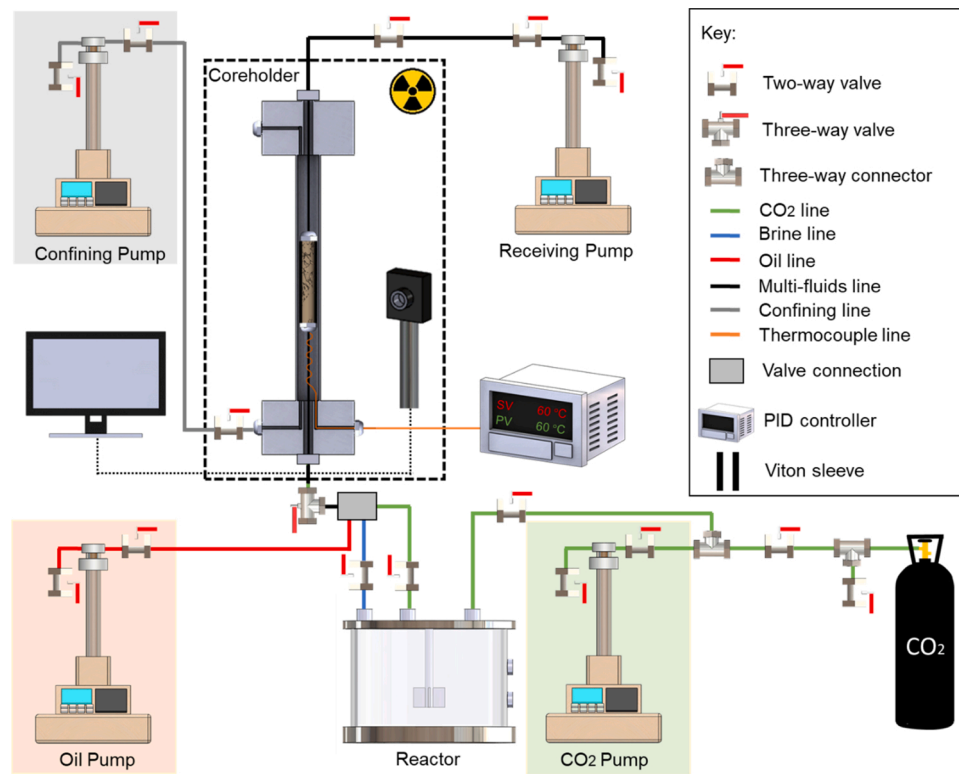 Key:
Two-way valve
Three-way valve
Three-way connector
CO2 line
Brine line
Oil line
Multi-fluids line
Confining line
Thermocouple line
Valve connection
PID controller
Viton sleeve
Coreholder
Confining Pump
Receiving Pump
SV 60 °C
PV 60 °C
Oil Pump
Reactor
CO2 Pump
CO2